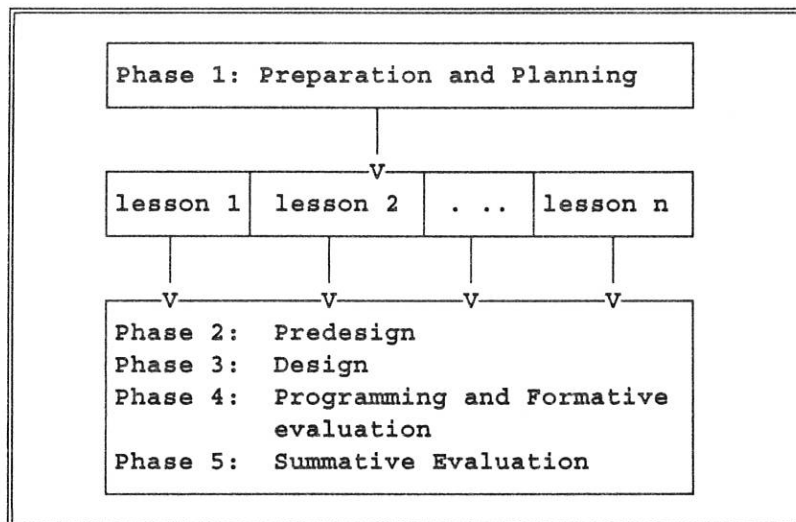 Phase 1: Preparation and Planning
V
lesson 1 lesson 2 . .. lesson n
V V V V
Phase 2: Predesign
Phase 3: Design
Phase 4: Programming and Formative
evaluation
Phase 5: Summative Evaluation